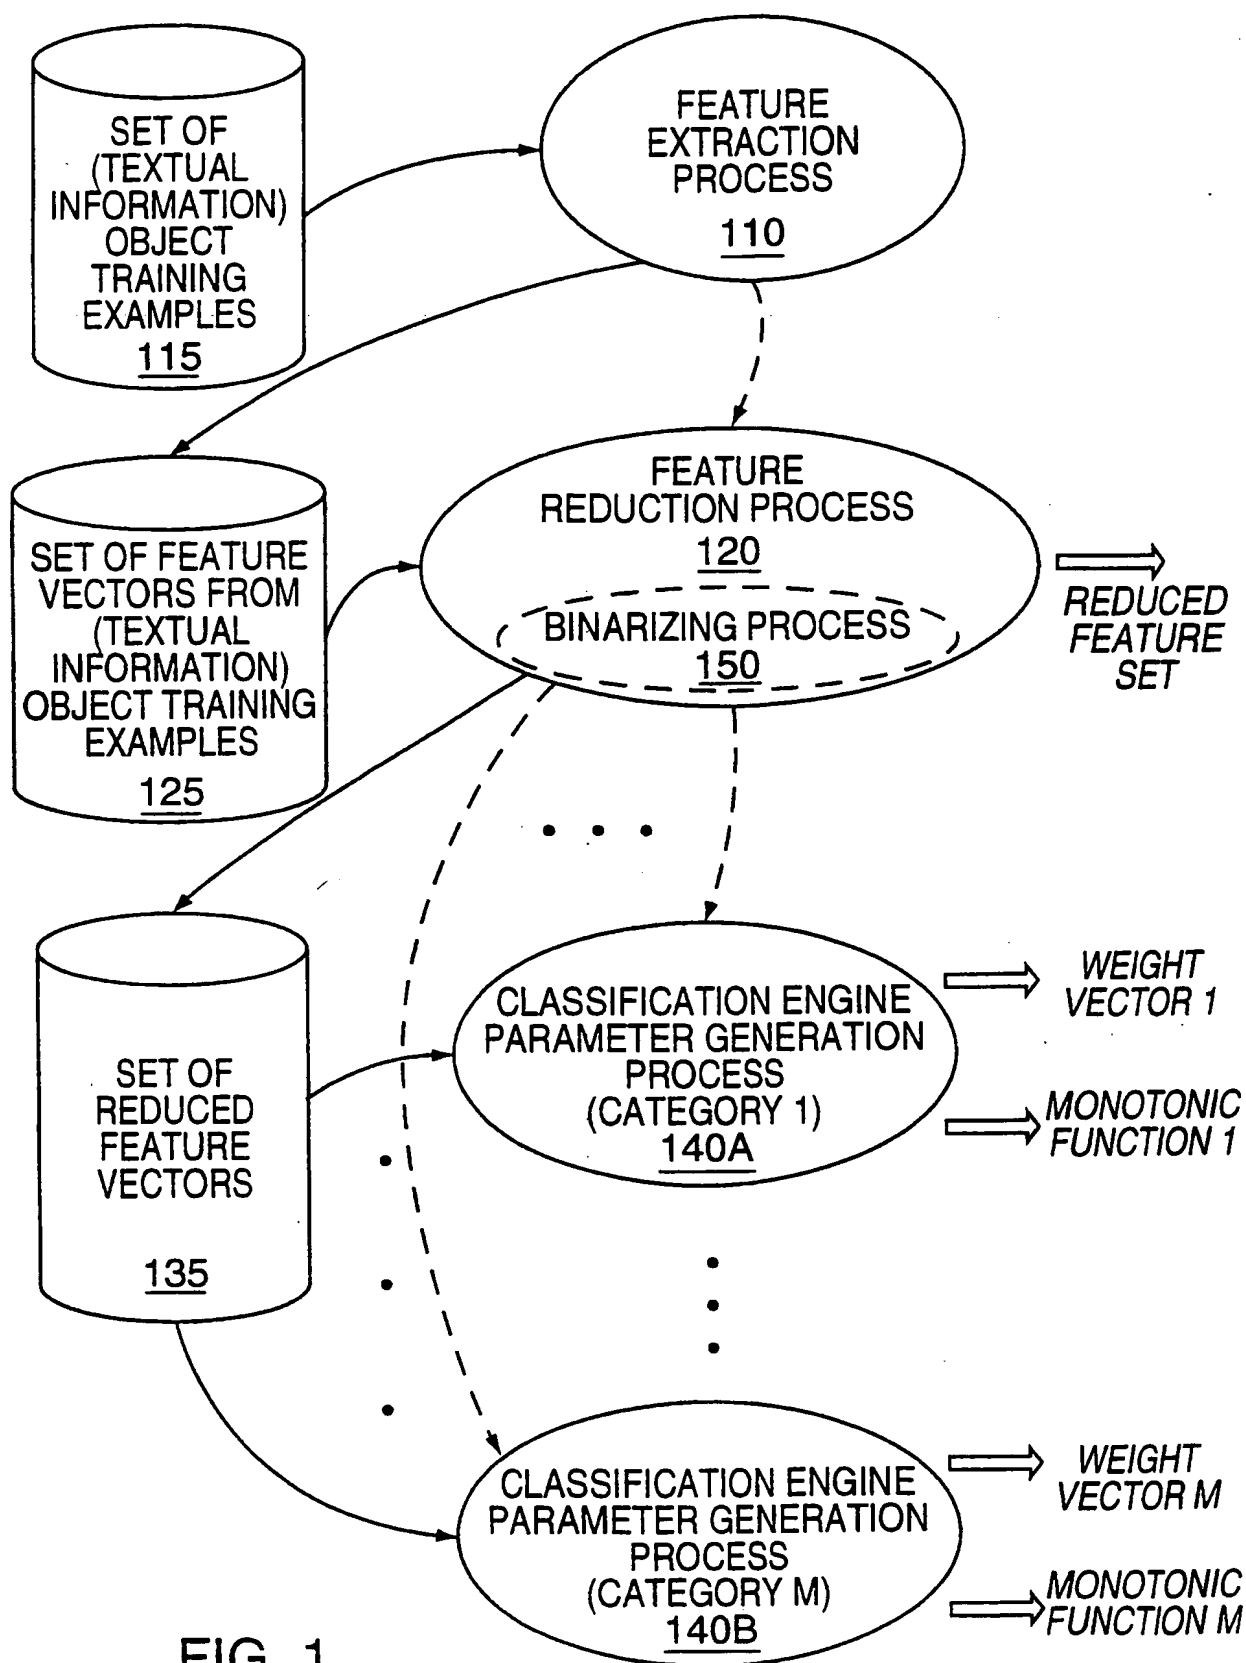 SET OF
(TEXTUAL
INFORMATION)
OBJECT
TRAINING
EXAMPLES
115
FEATURE
EXTRACTION
PROCESS
110
SET OF FEATURE
VECTORS FROM
(TEXTUAL
INFORMATION)
OBJECT TRAINING
EXAMPLES
125
FEATURE
REDUCTION PROCESS
120
BINARIZING PROCESS
150
REDUCED
FEATURE
SET
SET OF
REDUCED
FEATURE
VECTORS
135
CLASSIFICATION ENGINE
PARAMETER GENERATION
PROCESS
(CATEGORY 1)
140A
WEIGHT
VECTOR 1
MONOTONIC
FUNCTION 1
CLASSIFICATION ENGINE
PARAMETER GENERATION
PROCESS
(CATEGORY M)
140B
WEIGHT
VECTOR M
MONOTONIC
FUNCTION M
FIG. 1